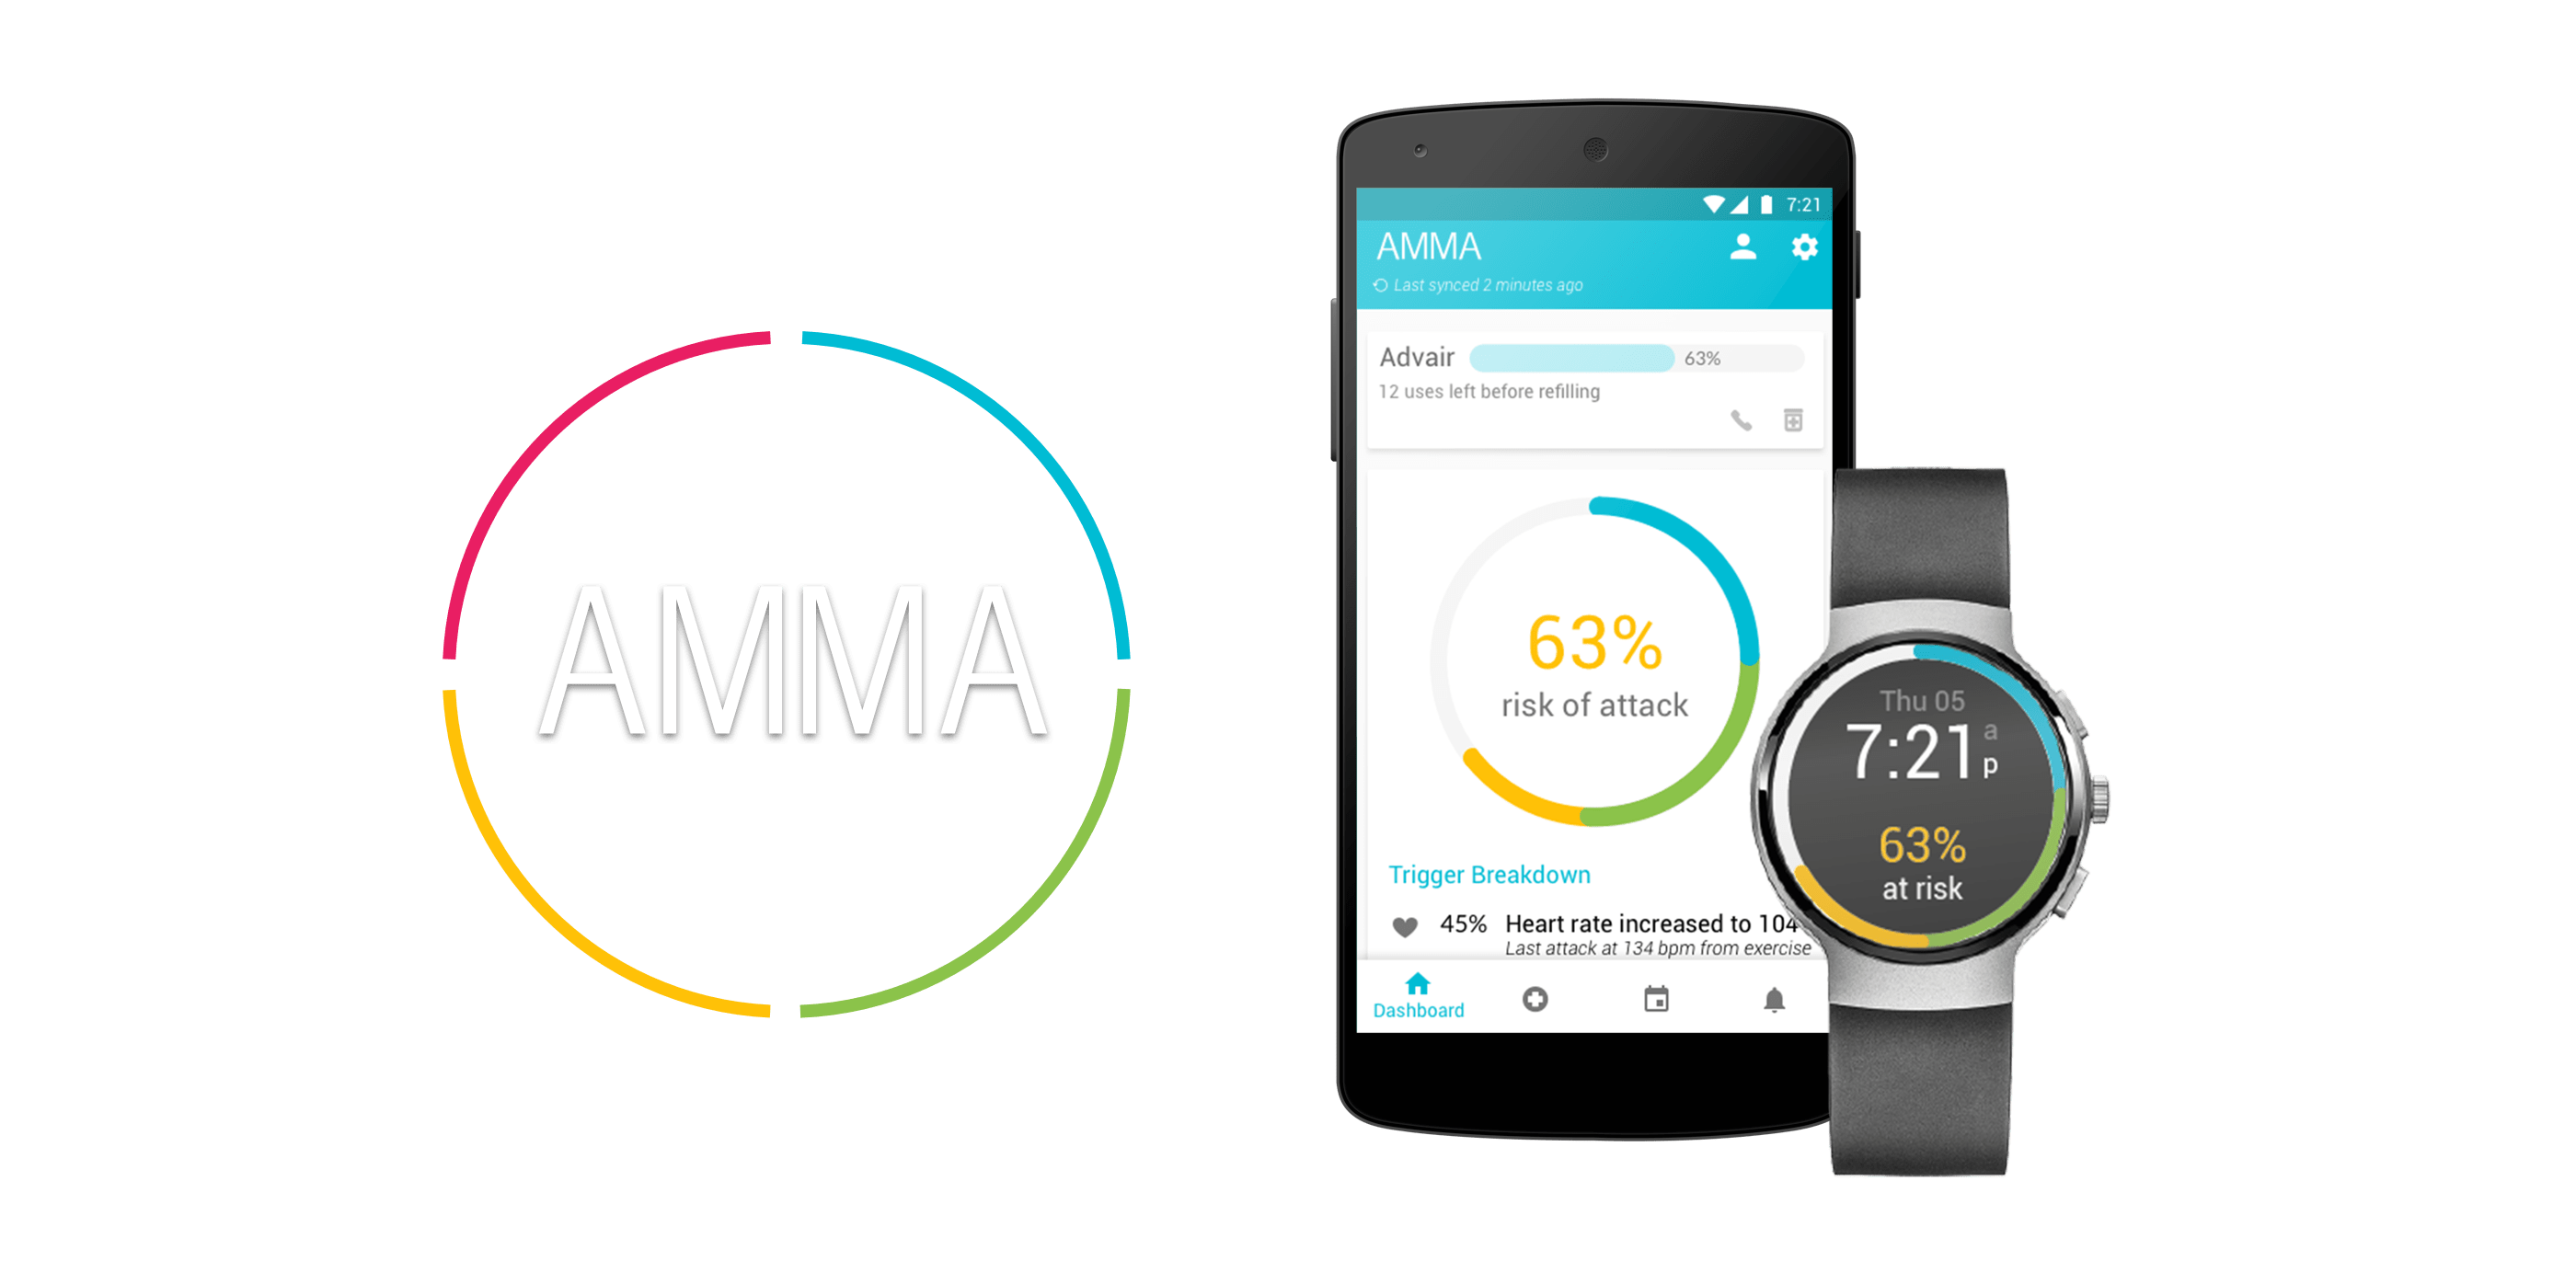 AMMA
7:21
AMMA
Last synced 2 minutes ago
Advair 63%
12 uses left before refilling
63%
risk of attack
Trigger Breakdown
45% Heart rate increased to 104
Last attack at 134 bpm from exercise
Dashboard
Thu 05
7:21 a
p
63%
at risk